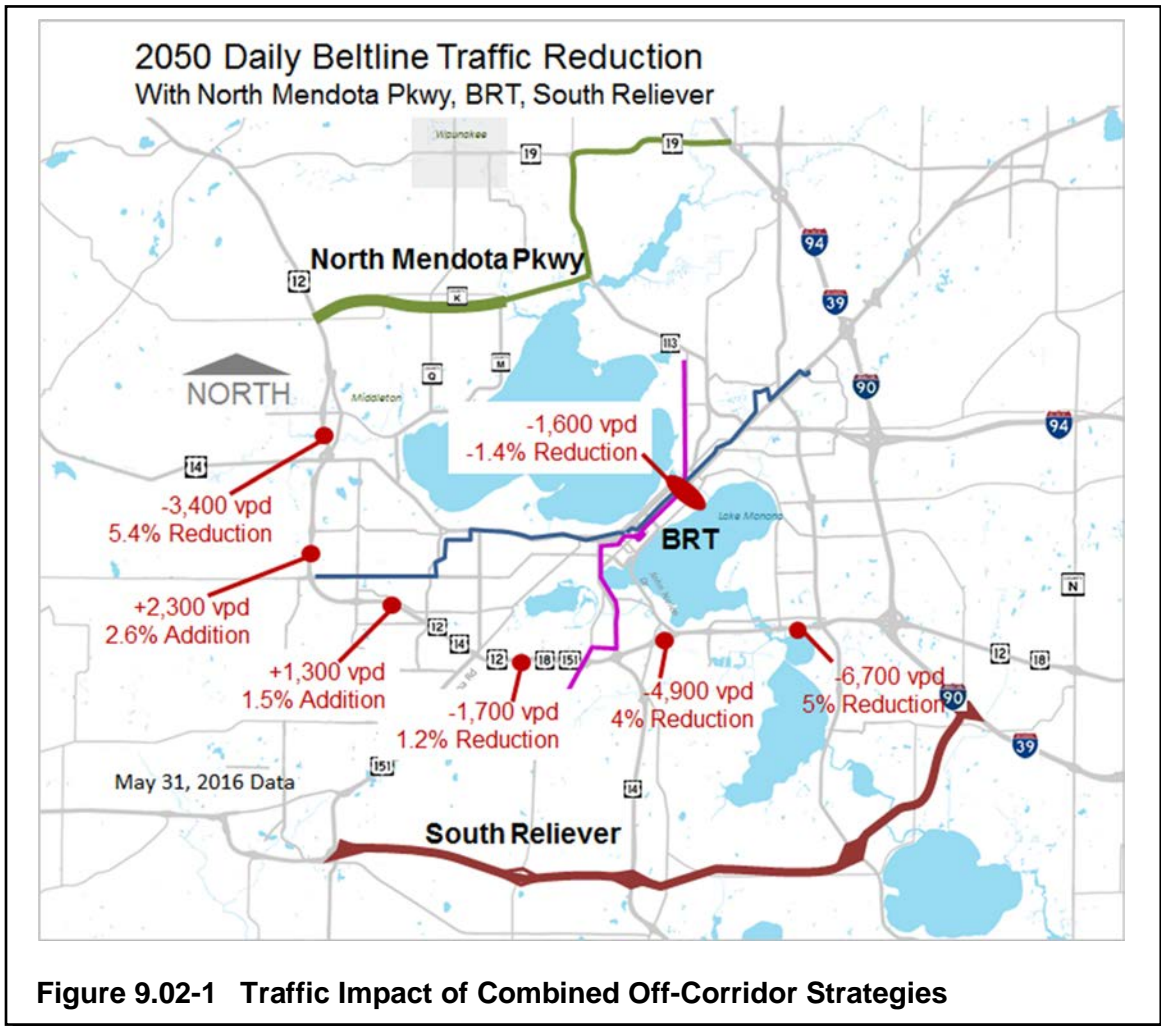 2050 Daily Beltline Traffic Reduction
With North Mendota Pkwy, BRT, South Reliever
Waunakee
19
19
North Mendota Pkwy
12
K
94
39
NORTH
Q
M
113
Middleton
90
94
14
-1,600 vpd
-1.4% Reduction
-3,400 vpd
5.4% Reduction
Lake Monona
BRT
N
+2,300 vpd
2.6% Addition
12
14
12
18
151
12
18
+1,300 vpd
1.5% Addition
-1,700 vpd
1.2% Reduction
-4,900 vpd
4% Reduction
-6,700 vpd
5% Reduction
90
39
151
May 31, 2016 Data
14
South Reliever
Figure 9.02-1 Traffic Impact of Combined Off-Corridor Strategies